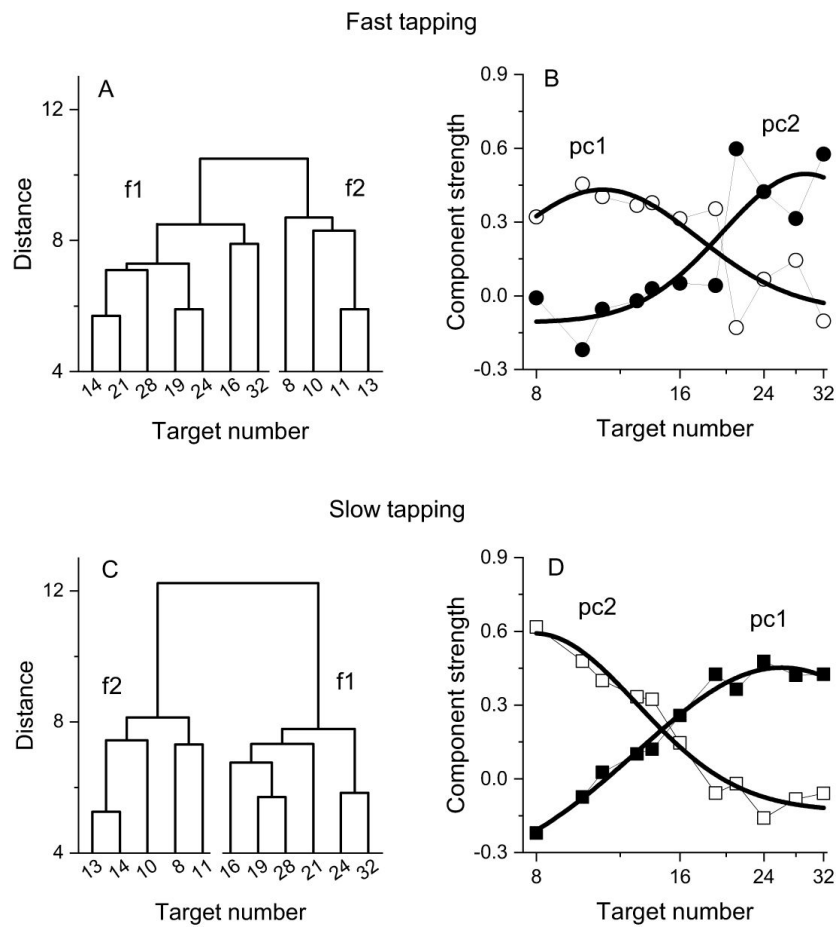 Fast tapping
A
f1
f2
12
8
4
Distance
14 21 28 19 24 16 32 8 10 11 13
Target number
B
pc1
pc2
0.9
0.6
0.3
0.0
-0.3
Component strength
8 16 24 32
Target number
Slow tapping
C
f2
f1
12
8
4
Distance
13 14 10 8 11 16 19 28 21 24 32
Target number
D
pc2
pc1
0.9
0.6
0.3
0.0
-0.3
Component strength
8 16 24 32
Target number